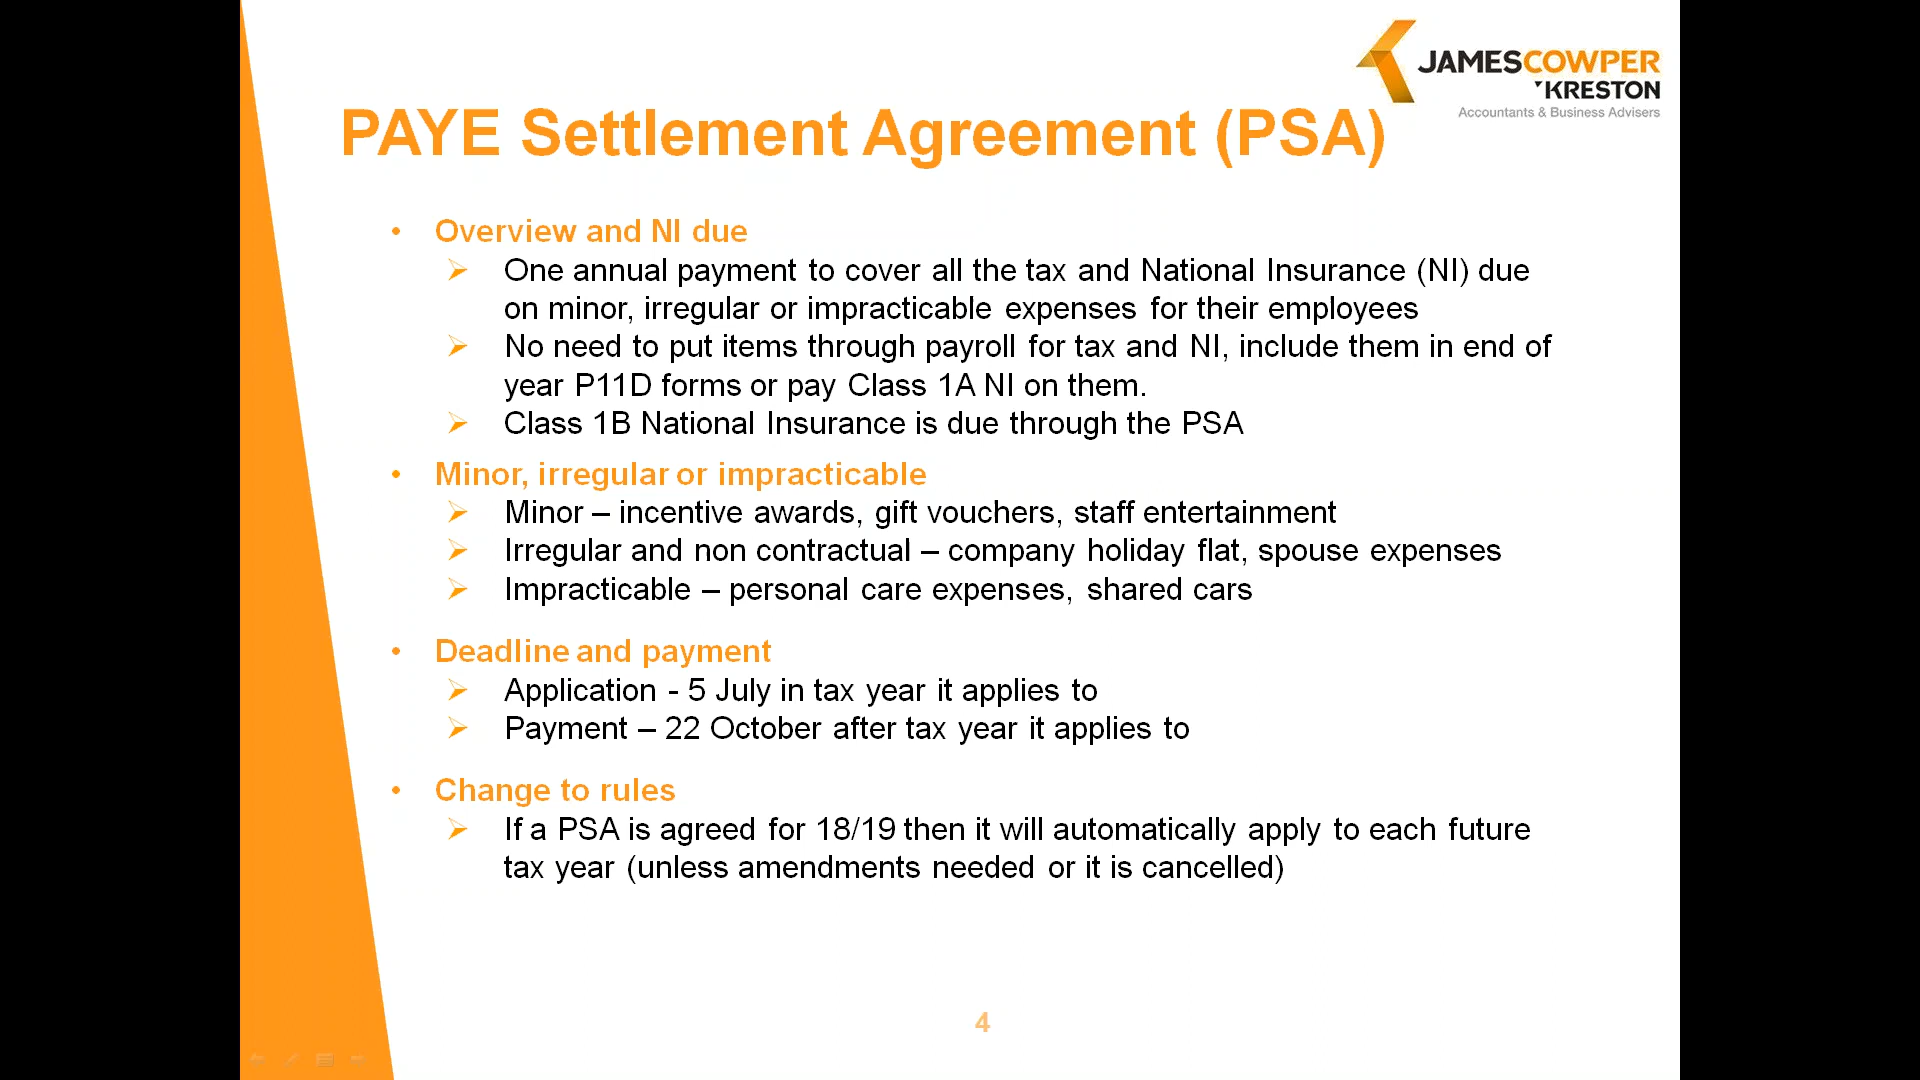 JAMESCOWPER
KRESTON
Accountants & Business Advisers
PAYE Settlement Agreement (PSA)
• Overview and NI due
➢ One annual payment to cover all the tax and National Insurance (NI) due
on minor, irregular or impracticable expenses for their employees
➢ No need to put items through payroll for tax and NI, include them in end of
year P11D forms or pay Class 1A NI on them.
➢ Class 1B National Insurance is due through the PSA
• Minor, irregular or impracticable
➢ Minor – incentive awards, gift vouchers, staff entertainment
➢ Irregular and non contractual – company holiday flat, spouse expenses
➢ Impracticable – personal care expenses, shared cars
• Deadline and payment
➢ Application - 5 July in tax year it applies to
➢ Payment – 22 October after tax year it applies to
• Change to rules
➢ If a PSA is agreed for 18/19 then it will automatically apply to each future
tax year (unless amendments needed or it is cancelled)
4